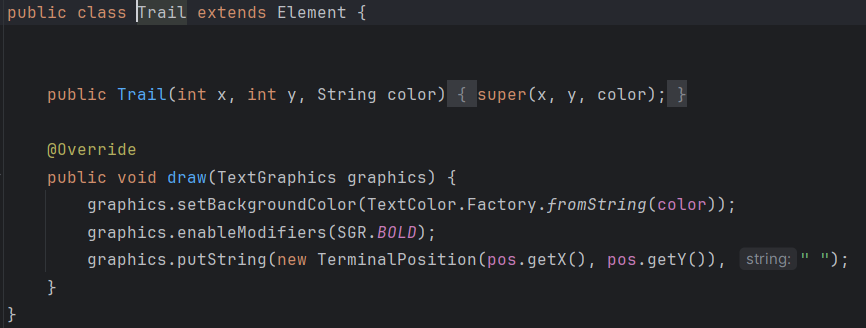 public class Trail extends Element {
public Trail(int x, int y, String color) { super(x, y, color); }
@Override
public void draw(TextGraphics graphics) {
graphics.setBackgroundColor(TextColor.Factory.fromString(color));
graphics.enableModifiers(SGR.BOLD);
graphics.putString(new TerminalPosition(pos.getX(), pos.getY()), string: " ");
}
}